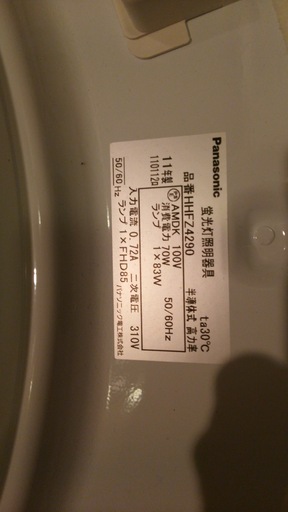 Panasonic 蛍光灯照明器具 t.a30℃
品番HHFZ4290 半導体式 高力率
11年製 AMDK 100V 50/60Hz
110112D 消費電力 70W
ランプ 1×83W
入力電流 0.72A 二次電圧 310V
50/60Hz ランプ 1×FHD85 パナソニック電工株式会社